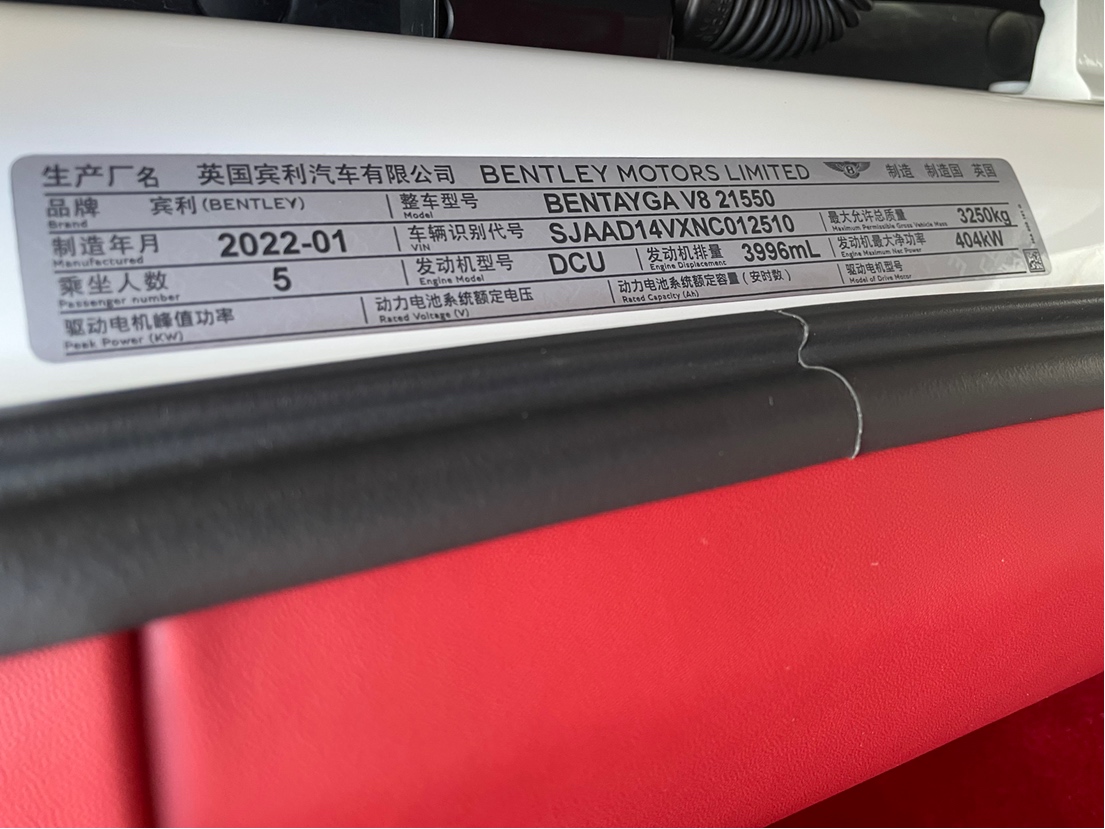 生产厂名 英国宾利汽车有限公司 BENTLEY MOTORS LIMITED B 制造 制造国 英国
品牌 宾利(BENTLEY) 整车型号 BENTAYGA V8 21550
Brand Model
制造年月 2022-01 车辆识别代号 SJAAD14VXNC012510 最大允许总质量 3250kg
Manufactured VIN Maximum Permissible Gross Vehicle Mass
乘坐人数 5 发动机型号 DCU 发动机排量 3996mL 发动机最大净功率 404kW
Passenger number Engine Model Engine Displacement Engine Maximum Net Power
驱动电机峰值功率 动力电池系统额定电压 动力电池系统额定容量(安时数) 驱动电机型号
Peak Power (KW) Rated Voltage (V) Rated Capacity (Ah) Model of Drive Motor